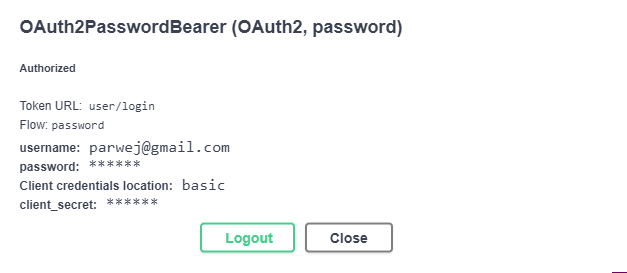 OAuth2PasswordBearer (OAuth2, password)
Authorized
Token URL: user/login
Flow: password
username: parwej@gmail.com
password: ******
Client credentials location: basic
client_secret: ******
Logout Close